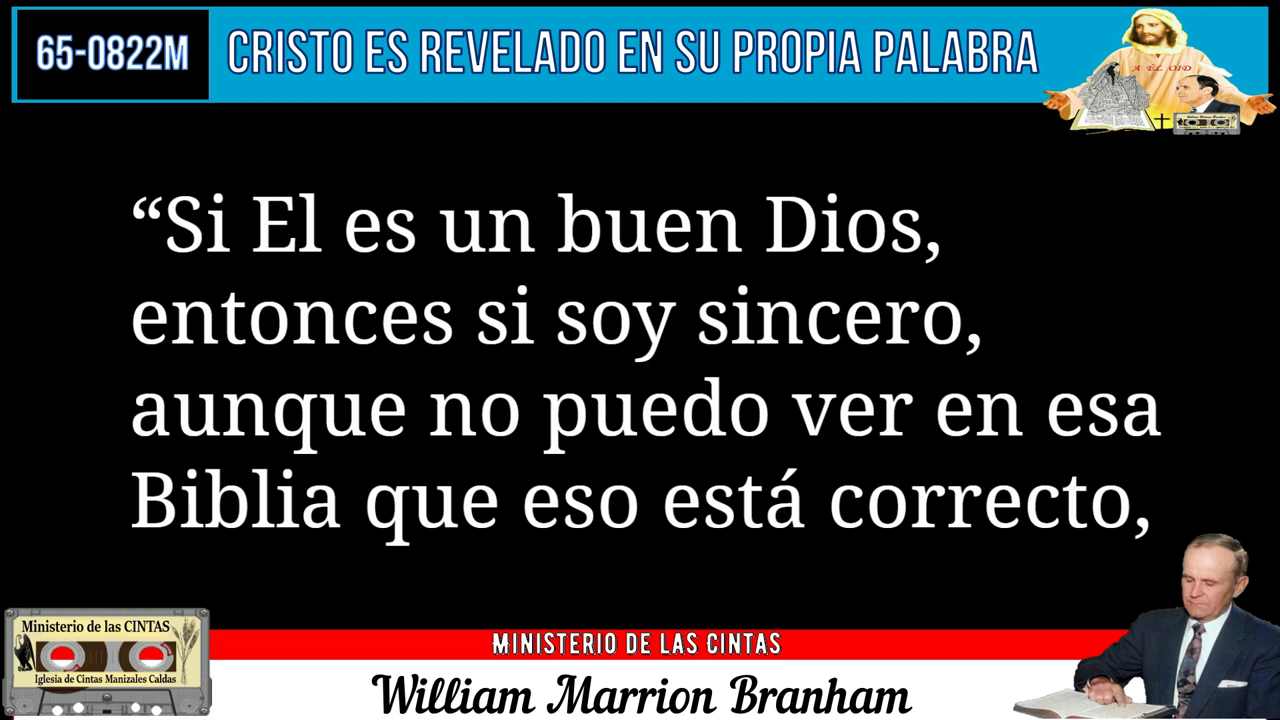 65-0822M
CRISTO ES REVELADO EN SU PROPIA PALABRA
A ÉL OID
“Si El es un buen Dios,
entonces si soy sincero,
aunque no puedo ver en esa
Biblia que eso está correcto,
Ministerio de las CINTAS
Iglesia de Cintas Manizales Caldas
MINISTERIO DE LAS CINTAS
William Marrion Branham